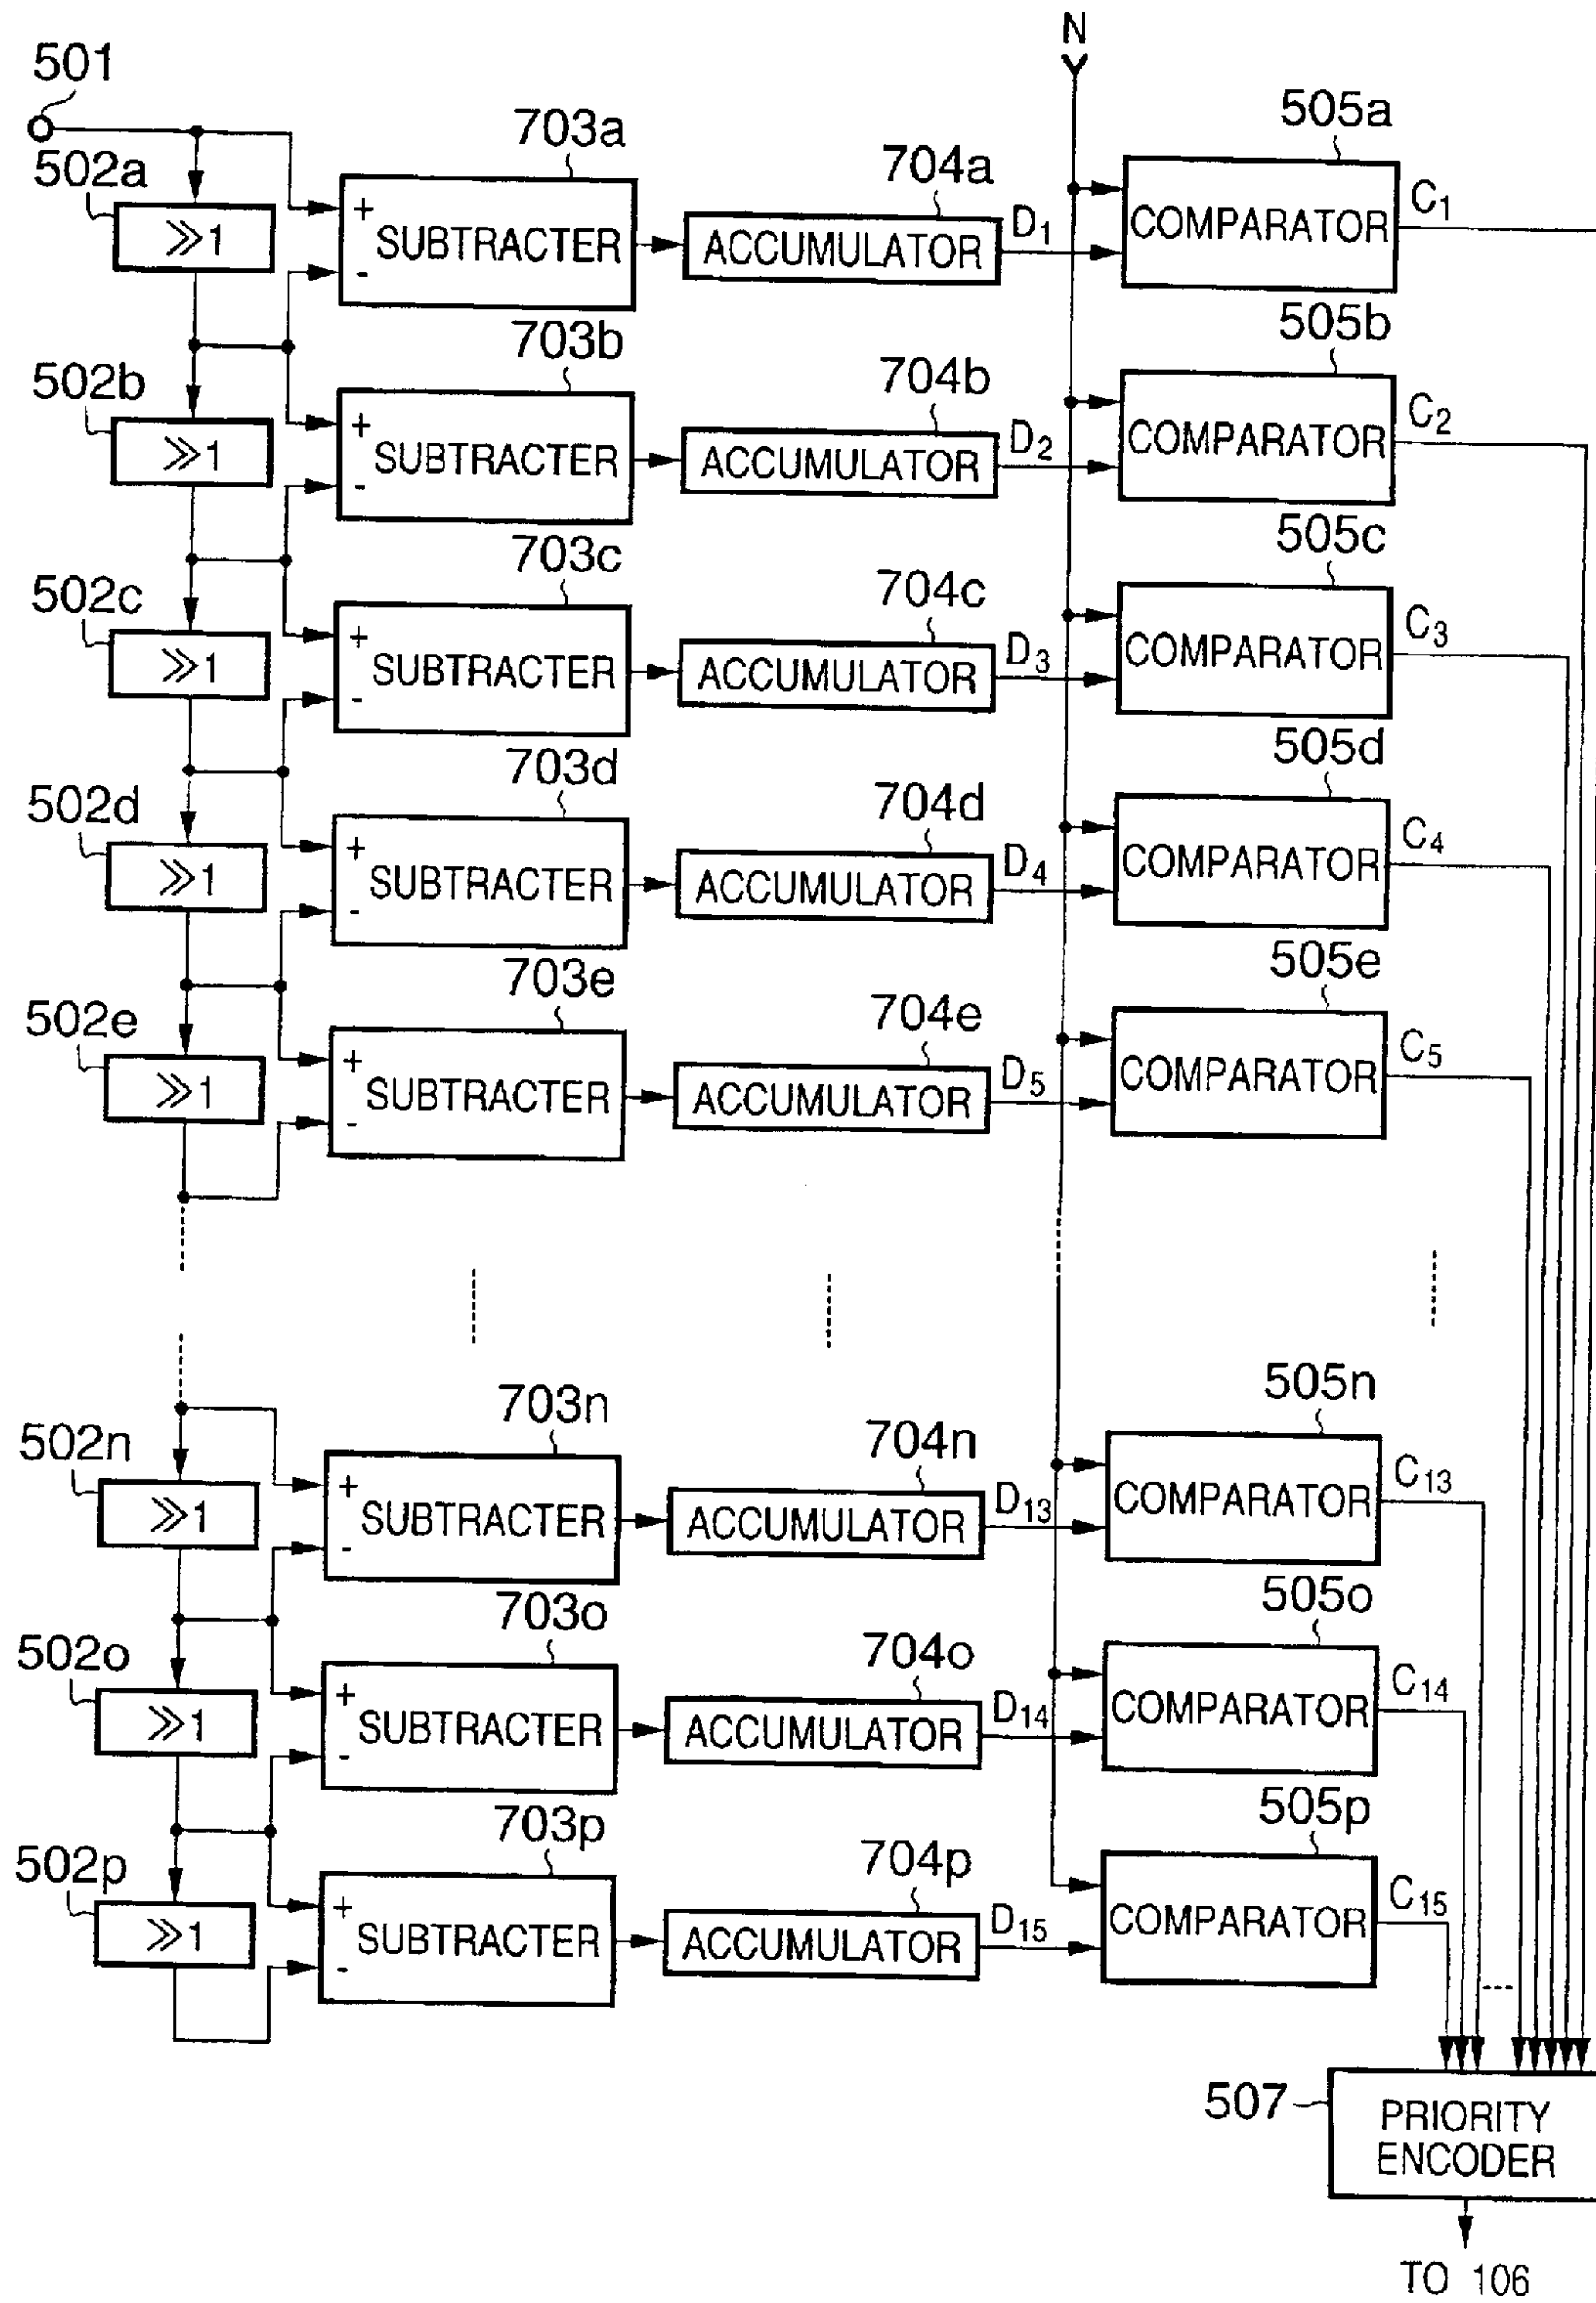 N
501
502a
≫1
703a
+
SUBTRACTER
-
704a
ACCUMULATOR
D1
505a
COMPARATOR
C1
502b
≫1
703b
+
SUBTRACTER
-
704b
ACCUMULATOR
D2
505b
COMPARATOR
C2
502c
≫1
703c
+
SUBTRACTER
-
704c
ACCUMULATOR
D3
505c
COMPARATOR
C3
502d
≫1
703d
+
SUBTRACTER
-
704d
ACCUMULATOR
D4
505d
COMPARATOR
C4
502e
≫1
703e
+
SUBTRACTER
-
704e
ACCUMULATOR
D5
505e
COMPARATOR
C5
502n
≫1
703n
+
SUBTRACTER
-
704n
ACCUMULATOR
D13
505n
COMPARATOR
C13
502o
≫1
703o
+
SUBTRACTER
-
704o
ACCUMULATOR
D14
505o
COMPARATOR
C14
502p
≫1
703p
+
SUBTRACTER
-
704p
ACCUMULATOR
D15
505p
COMPARATOR
C15
507
PRIORITY
ENCODER
TO 106